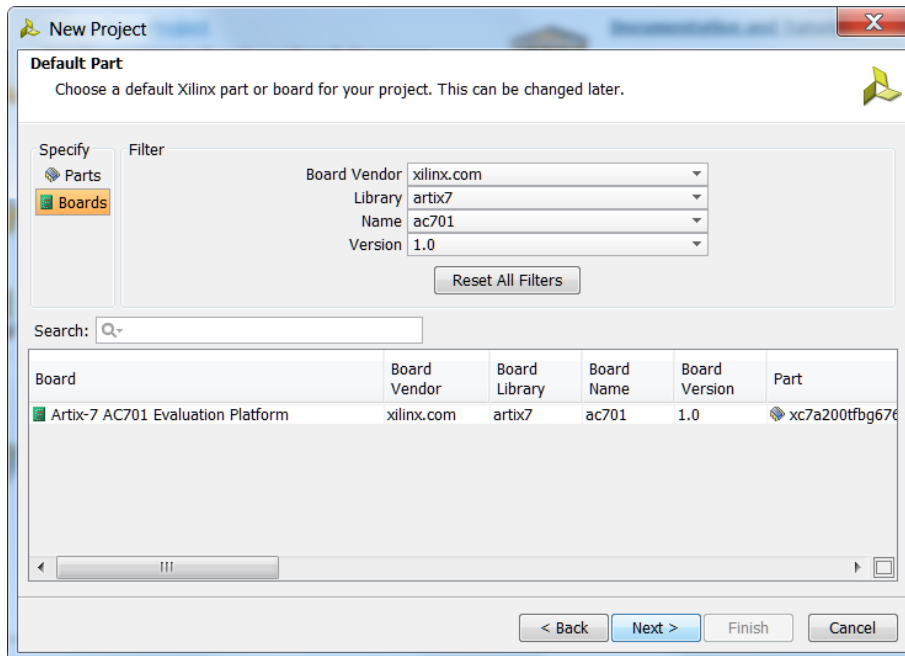 New Project
Default Part
Choose a default Xilinx part or board for your project. This can be changed later.
Specify
Filter
Parts
Boards
Board Vendor xilinx.com
Library artix7
Name ac701
Version 1.0
Reset All Filters
Search:
Board Board Vendor Board Library Board Name Board Version Part
Artix-7 AC701 Evaluation Platform xilinx.com artix7 ac701 1.0 xc7a200tfbg676
< Back Next > Finish Cancel